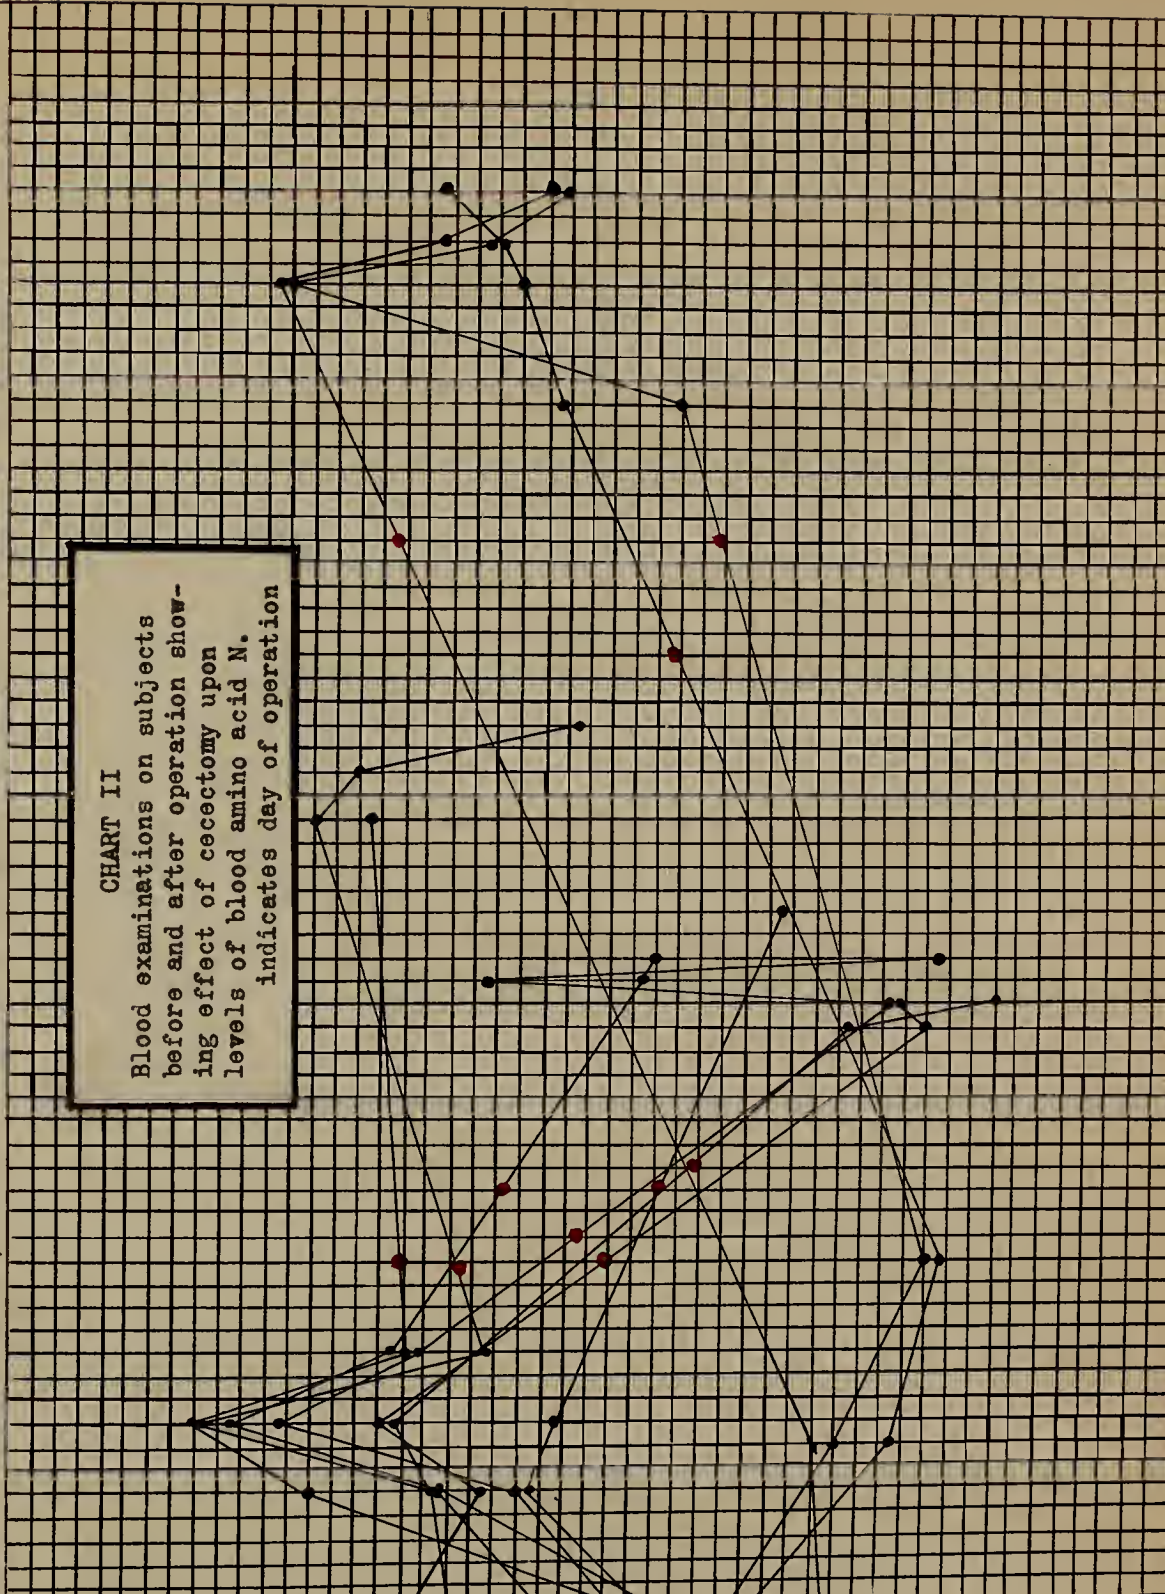 CHART II
Blood examinations on subjects
before and after operation show-
ing effect of cecectomy upon
levels of blood amino acid N.
indicates day of operation